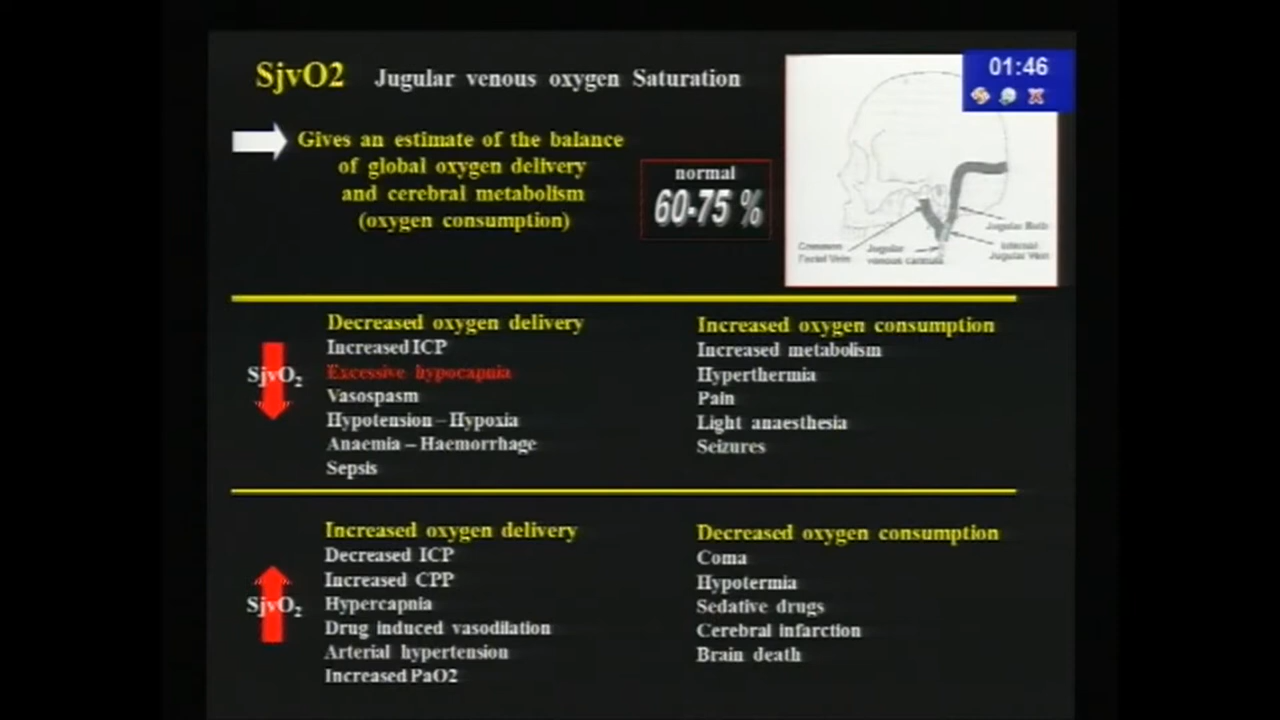 SjvO2 Jugular venous oxygen Saturation
01:46
Gives an estimate of the balance
of global oxygen delivery
and cerebral metabolism
(oxygen consumption)
normal
60-75 %
Jugular Bulb
Common
Facial Vein
Jugular
venous cannula
Internal
Jugular Vein
SjvO2
Decreased oxygen delivery
Increased ICP
Excessive hypocapnia
Vasospasm
Hypotension – Hypoxia
Anaemia – Haemorrhage
Sepsis
Increased oxygen consumption
Increased metabolism
Hyperthermia
Pain
Light anaesthesia
Seizures
SjvO2
Increased oxygen delivery
Decreased ICP
Increased CPP
Hypercapnia
Drug induced vasodilation
Arterial hypertension
Increased PaO2
Decreased oxygen consumption
Coma
Hypotermia
Sedative drugs
Cerebral infarction
Brain death